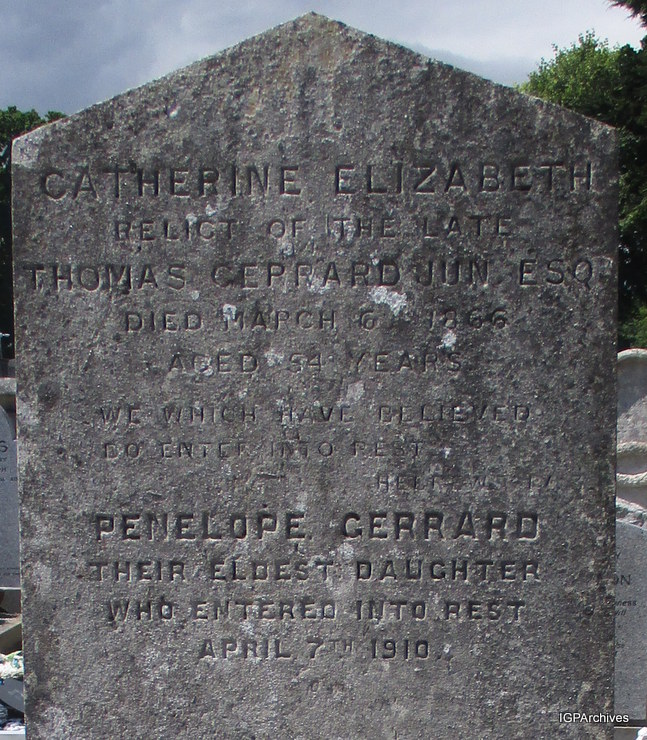 CATHERINE ELIZABETH
RELICT OF THE LATE
THOMAS GERRARD JUN. ESQ.
DIED MARCH 6 1866
AGED 54 YEARS
WE WHICH HAVE BELIEVED
DO ENTER INTO REST
PENELOPE GERRARD
THEIR ELDEST DAUGHTER
WHO ENTERED INTO REST
APRIL 7TH 1910.
IGPArchives